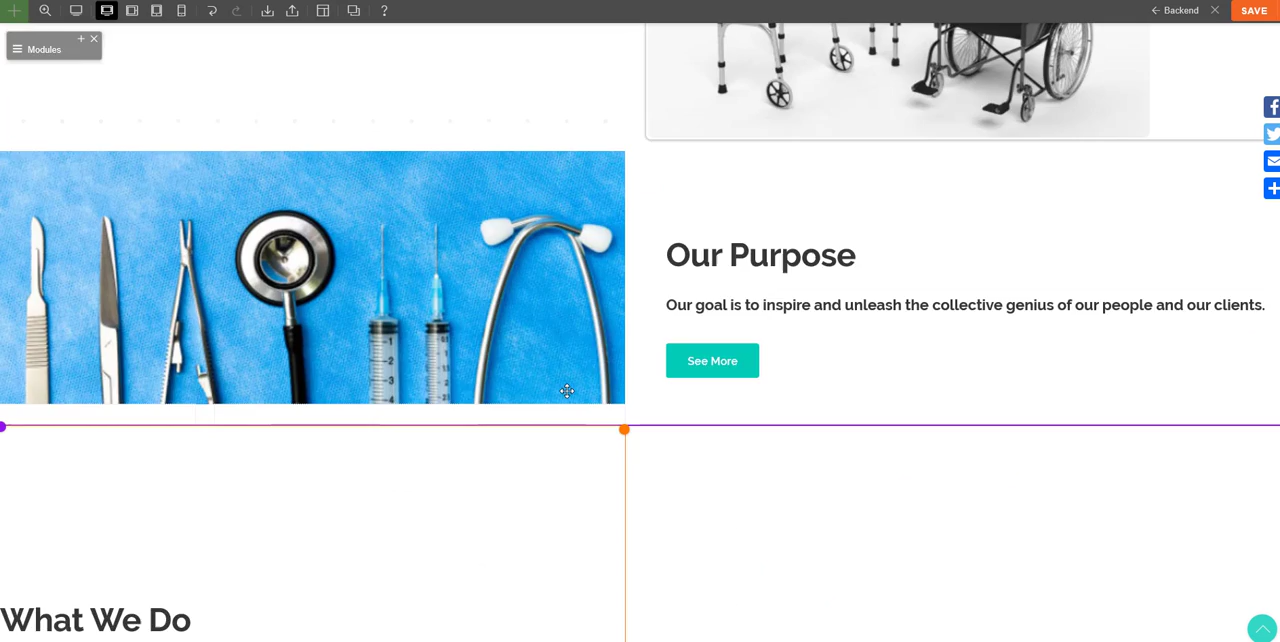 Backend
SAVE
Modules
Our Purpose
Our goal is to inspire and unleash the collective genius of our people and our clients.
See More
What We Do